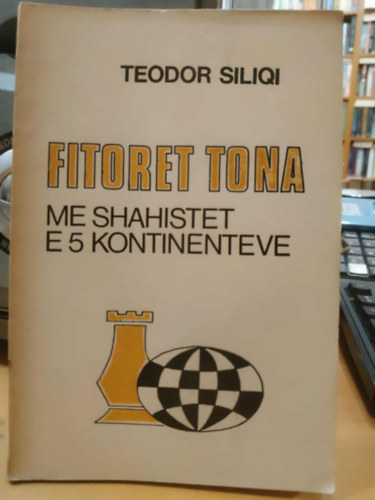 TEODOR SILIQI
FITORET TONA
ME SHAHISTET
E 5 KONTINENTEVE